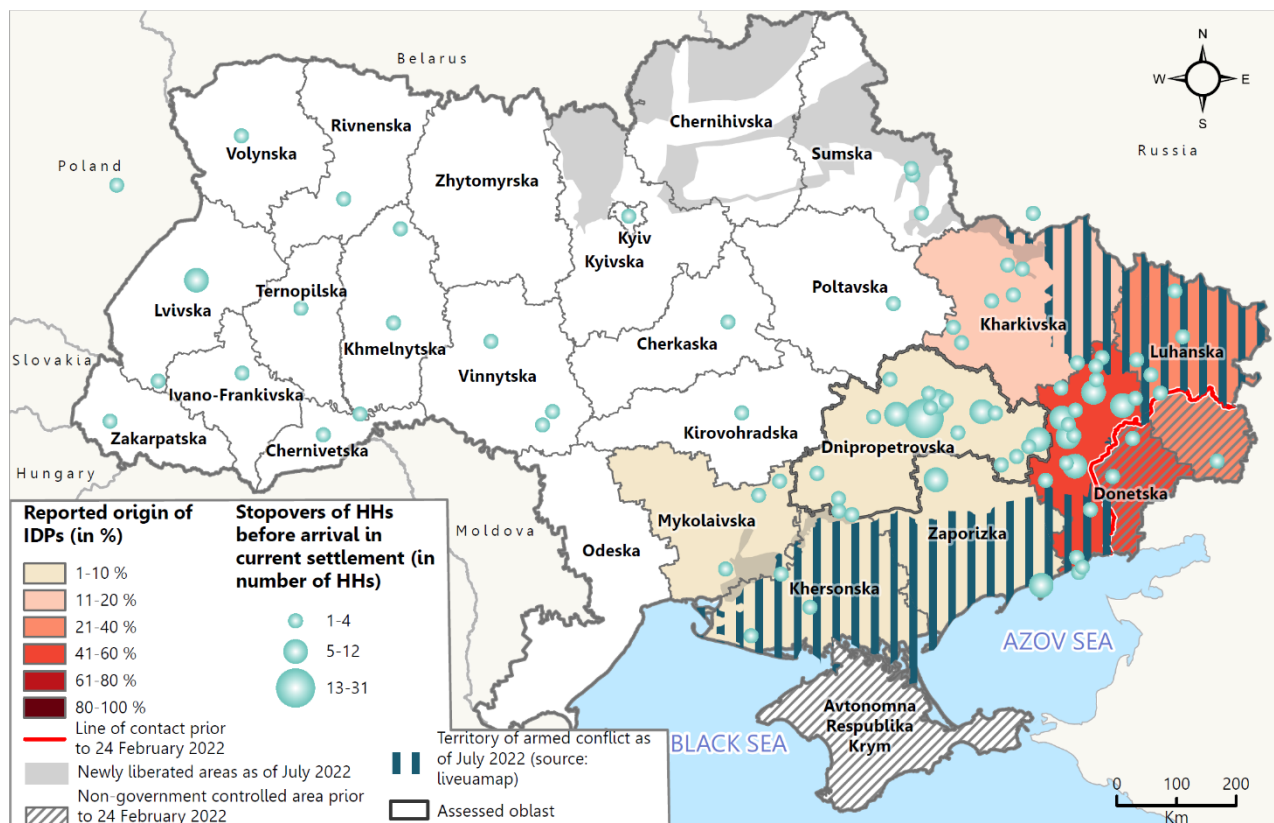 Belarus
N
W
E
S
Rivnenska
Chernihivska
Volynska
Sumska
Russia
Poland
Zhytomyrska
Kyiv
Kyivska
Ternopilska
Poltavska
Lvivska
Kharkivska
Khmelnytska
Cherkaska
Luhanska
Slovakia
Vinnytska
Ivano-Frankivska
Zakarpatska
Kirovohradska
Dnipropetrovska
Chernivetska
Hungary
Donetska
Mykolaivska
Zaporizka
Moldova
Odeska
Khersonska
AZOV SEA
Avtonomna
Respublika
Krym
BLACK SEA
Reported origin of
IDPs (in %)
1-10 %
11-20 %
21-40 %
41-60 %
61-80 %
80-100 %
Line of contact prior
to 24 February 2022
Newly liberated areas as of July 2022
Non-government controlled area prior
to 24 February 2022
Stopovers of HHs
before arrival in
current settlement (in
number of HHs)
1-4
5-12
13-31
Territory of armed conflict as
of July 2022 (source:
liveuamap)
Assessed oblast
0 100 200
Km